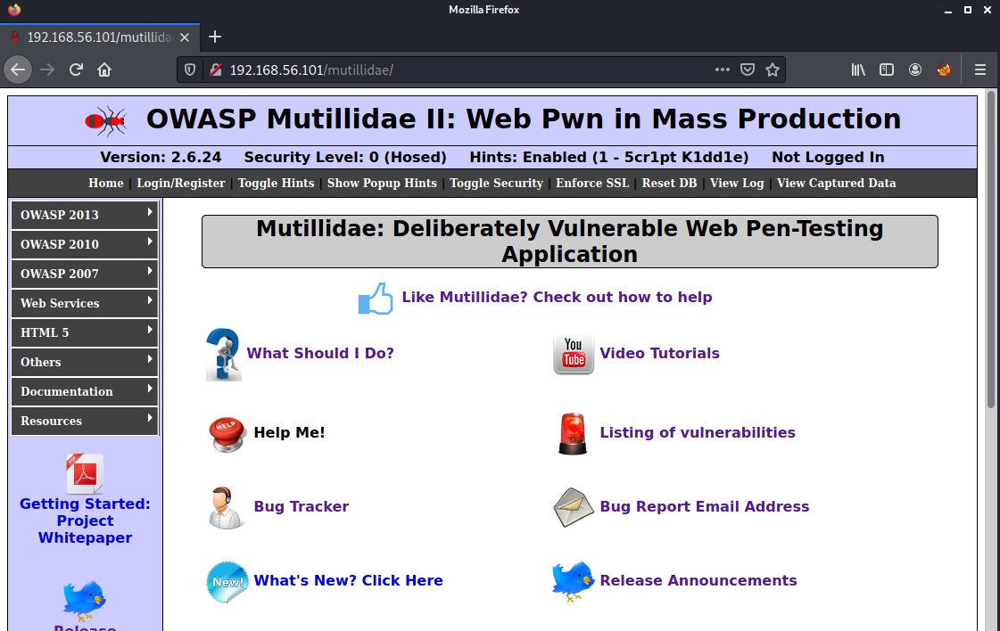 Mozilla Firefox
192.168.56.101/mutillida
192.168.56.101/mutillidae/
OWASP Mutillidae II: Web Pwn in Mass Production
Version: 2.6.24 Security Level: 0 (Hosed) Hints: Enabled (1 - 5cr1pt K1dd1e) Not Logged In
Home | Login/Register | Toggle Hints | Show Popup Hints | Toggle Security | Enforce SSL | Reset DB | View Log | View Captured Data
OWASP 2013
OWASP 2010
OWASP 2007
Web Services
HTML 5
Others
Documentation
Resources
PDF
Getting Started:
Project
Whitepaper
Release
Mutillidae: Deliberately Vulnerable Web Pen-Testing
Application
Like Mutillidae? Check out how to help
What Should I Do?
You
Tube
Video Tutorials
HELP
Help Me!
Listing of vulnerabilities
Bug Tracker
Bug Report Email Address
New!
What's New? Click Here
Release Announcements